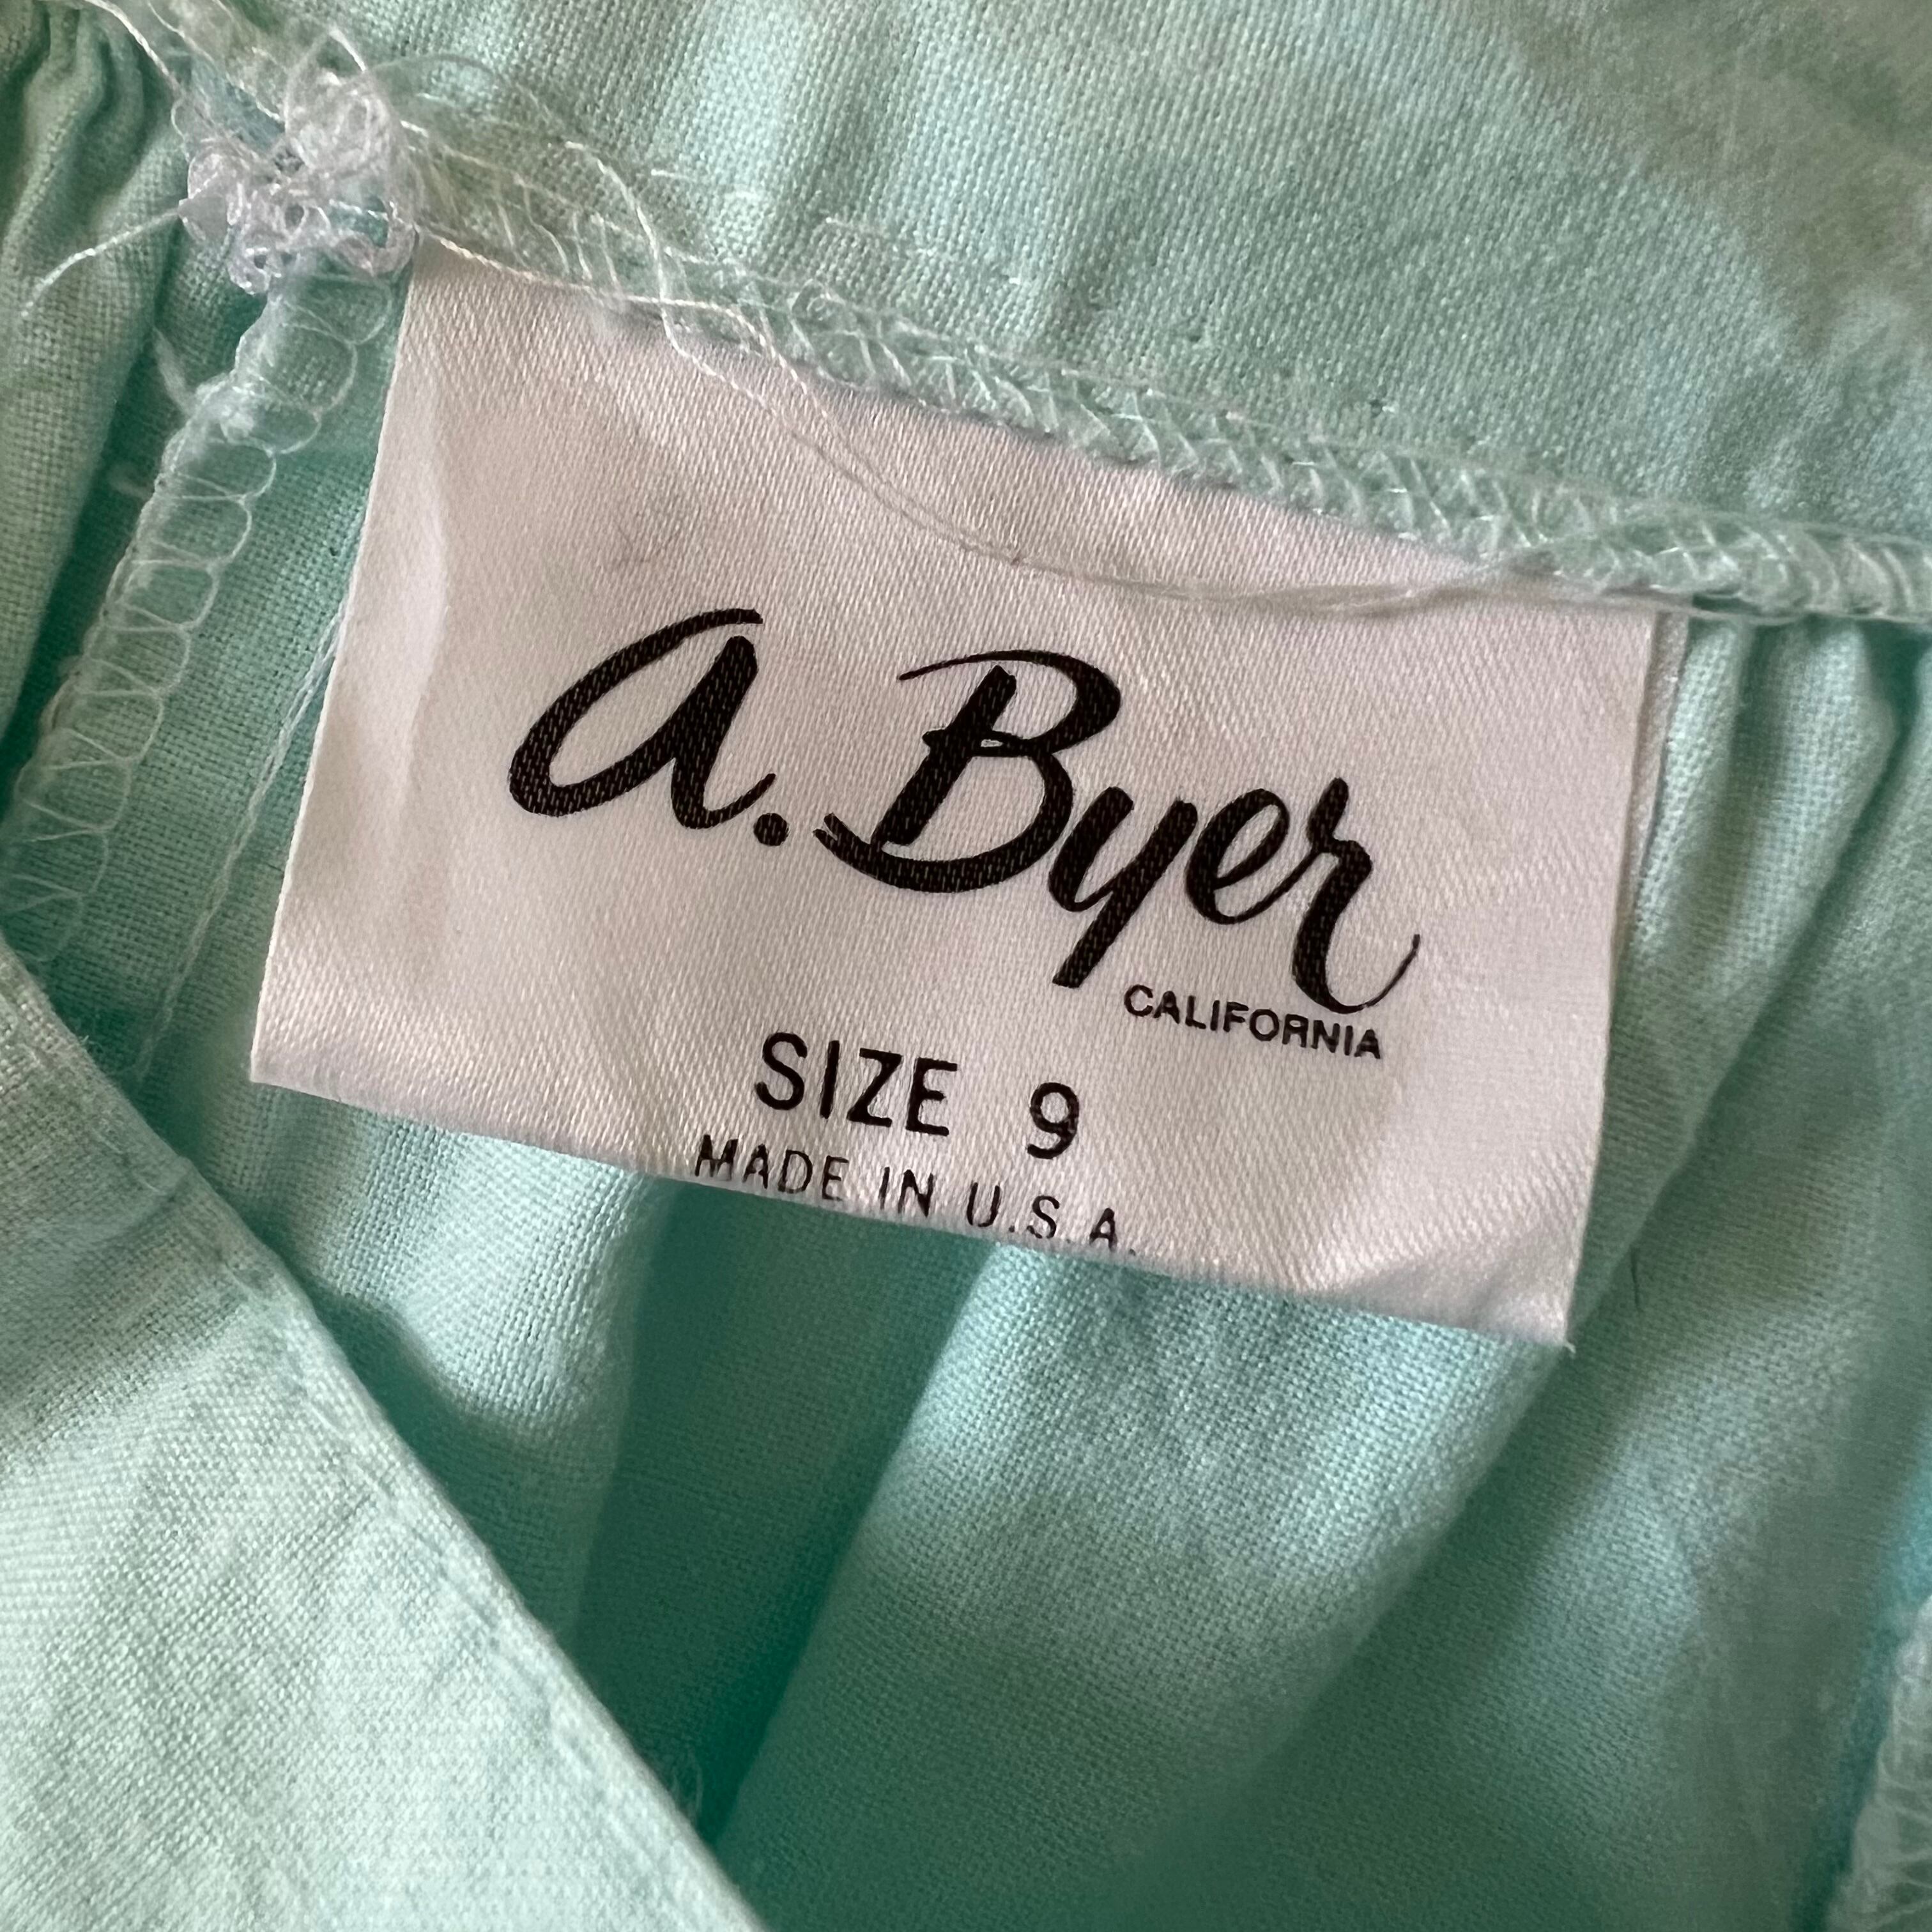 a. Byer
CALIFORNIA
SIZE 9
MADE IN U.S.A.